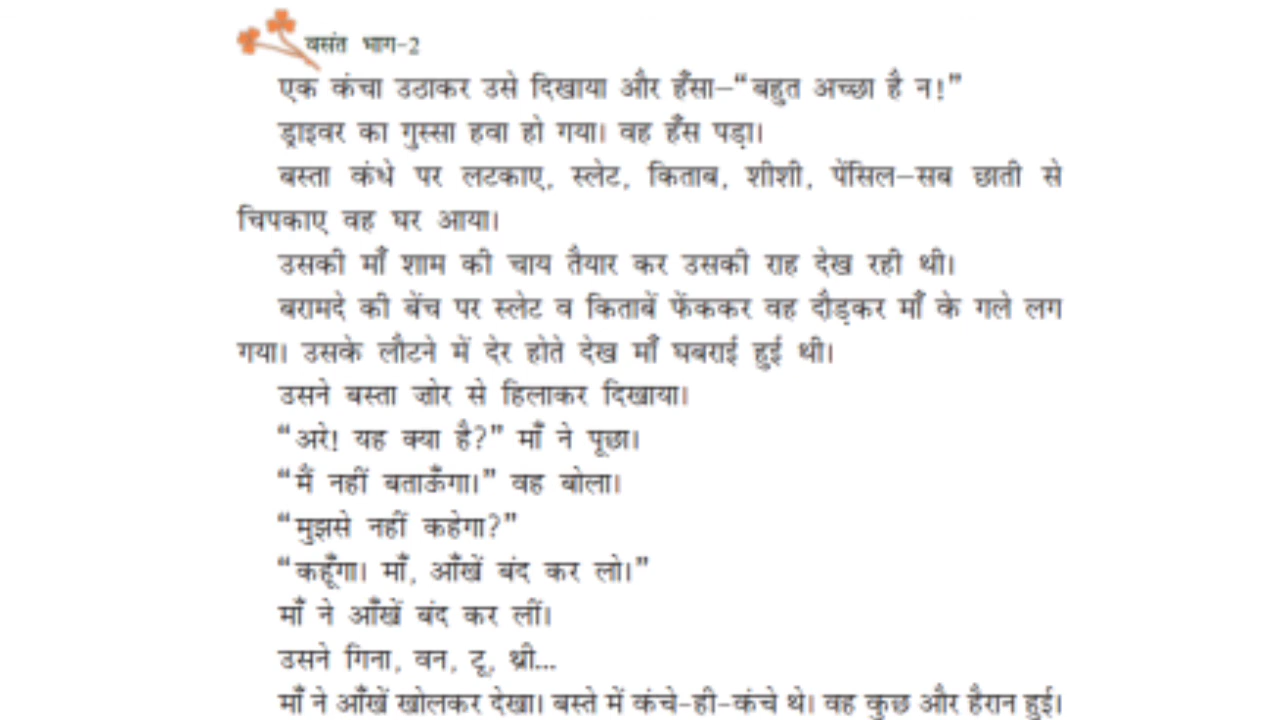 वसंत भाग-2
एक कंचा उठाकर उसे दिखाया और हँसा–“बहुत अच्छा है न!”
ड्राइवर का गुस्सा हवा हो गया। वह हँस पड़ा।
बस्ता कंधे पर लटकाए, स्लेट, किताब, शीशी, पेंसिल–सब छाती से
चिपकाए वह घर आया।
उसकी माँ शाम की चाय तैयार कर उसकी राह देख रही थी।
बरामदे की बेंच पर स्लेट व किताबें फेंककर वह दौड़कर माँ के गले लग
गया। उसके लौटने में देर होते देख माँ घबराई हुई थी।
उसने बस्ता ज़ोर से हिलाकर दिखाया।
“अरे! यह क्या है?” माँ ने पूछा।
“मैं नहीं बताऊँगा।” वह बोला।
“मुझसे नहीं कहेगा?”
“कहूँगा। माँ, आँखें बंद कर लो।”
माँ ने आँखें बंद कर लीं।
उसने गिना, वन, टू, थ्री...
माँ ने आँखें खोलकर देखा। बस्ते में कंचे-ही-कंचे थे। वह कुछ और हैरान हुई।